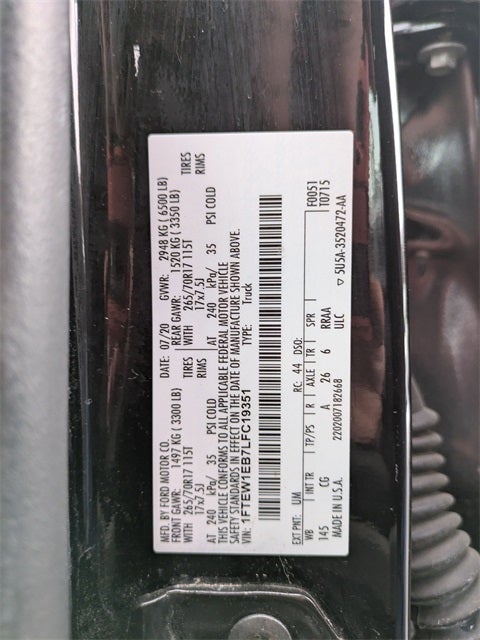 MFD. BY FORD MOTOR CO.
DATE: 07/20 GVWR: 2948 KG ( 6500 LB)
FRONT GAWR: 1497 KG ( 3300 LB) REAR GAWR: 1520 KG ( 3350 LB)
WITH 265/70R17 115T TIRES WITH 265/70R17 115T TIRES
17x7.5J RIMS 17x7.5J RIMS
AT 240 kPa/ 35 PSI COLD AT 240 kPa/ 35 PSI COLD
THIS VEHICLE CONFORMS TO ALL APPLICABLE FEDERAL MOTOR VEHICLE
SAFETY STANDARDS IN EFFECT ON THE DATE OF MANUFACTURE SHOWN ABOVE.
VIN: 1FTEW1EB7LFC19351 TYPE: Truck
EXT PNT: UM RC: 44 DSO: F0051
WB INT TR TP/PS R AXLE TR SPR T0715
145 CG A 26 6 RRAA
MADE IN U.S.A. 2202007182668 ULC ▽ 5U5A-3520472-AA